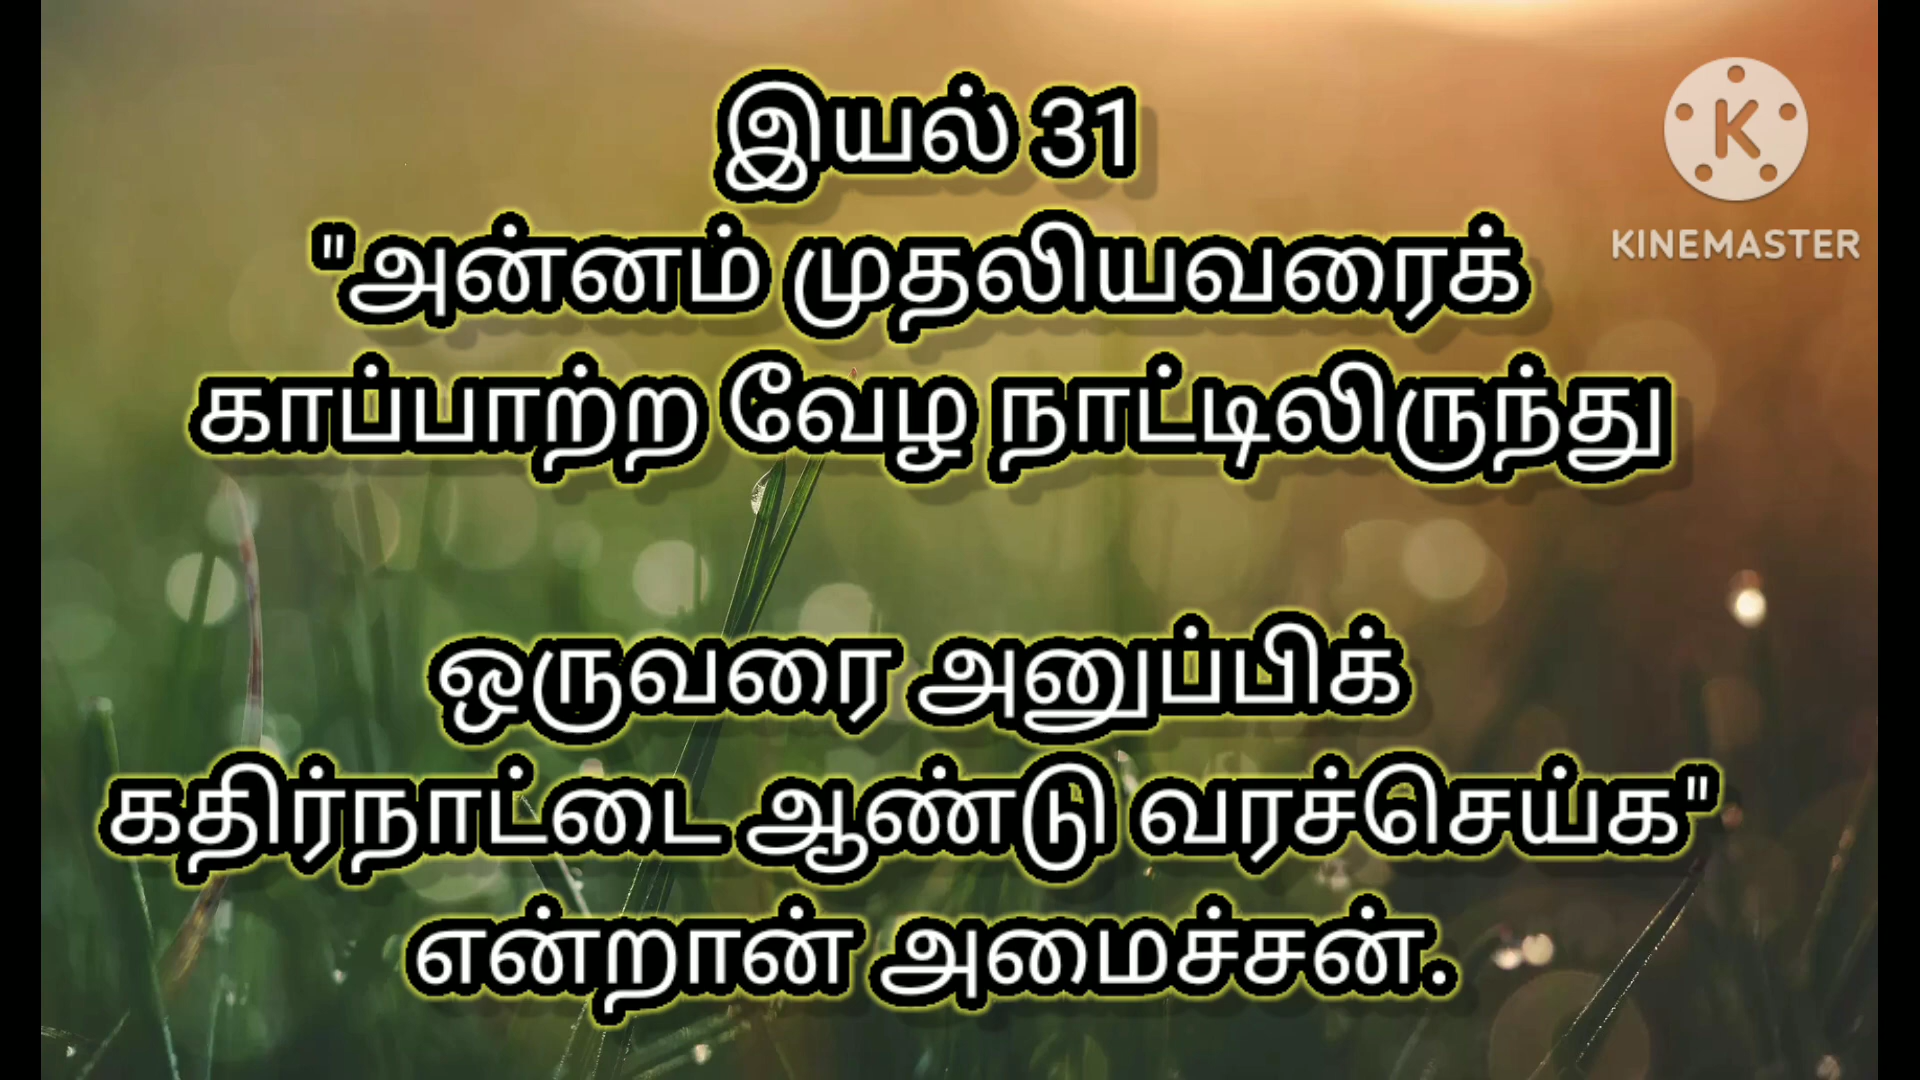 இயல் 31
"அன்னம் முதலியவரைக்
காப்பாற்ற வேழ நாட்டிலிருந்து
ஒருவரை அனுப்பிக்
கதிர்நாட்டை ஆண்டு வரச்செய்க"
என்றான் அமைச்சன்.
K
KINEMASTER